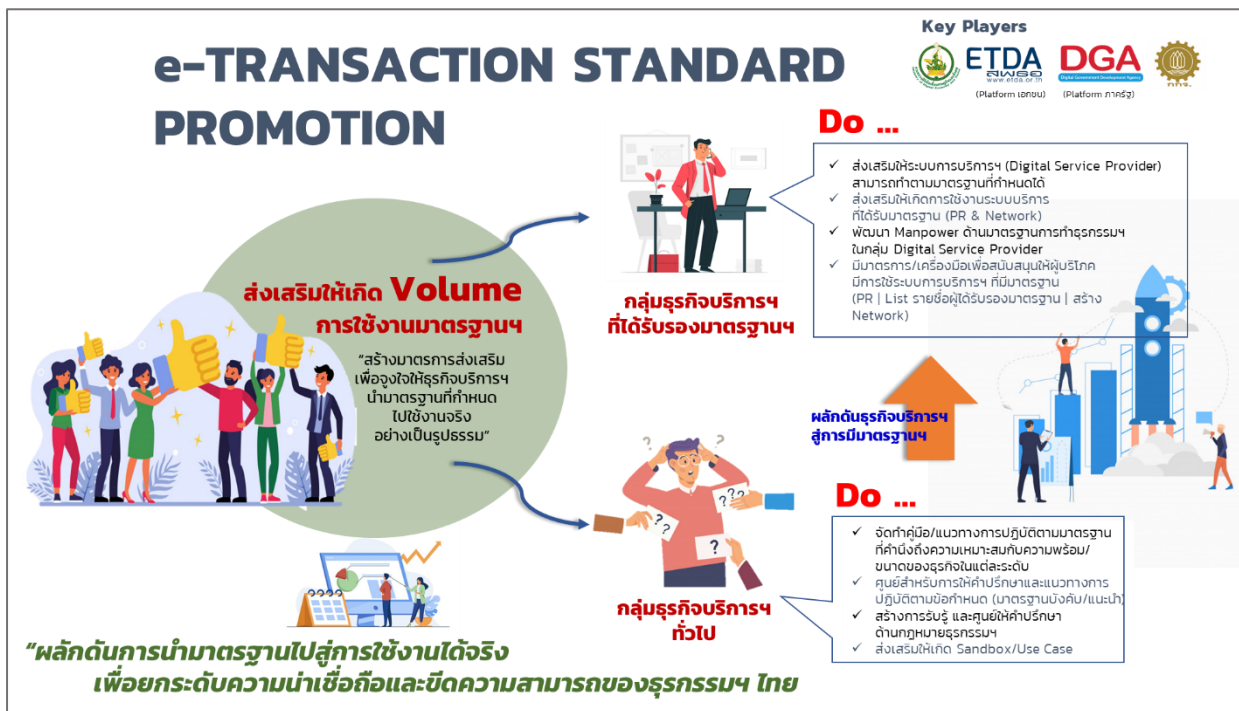 e-TRANSACTION STANDARD
PROMOTION
Key Players
ETDA
สพธอ
www.etda.or.th
(Platform เอกชน)
DGA
Digital Government Development Agency
(Platform ภาครัฐ)
กกร.
ส่งเสริมให้เกิด Volume
การใช้งานมาตรฐานฯ
“สร้างมาตรการส่งเสริม
เพื่อจูงใจให้ธุรกิจบริการฯ
นำมาตรฐานที่กำหนด
ไปใช้งานจริง
อย่างเป็นรูปธรรม”
กลุ่มธุรกิจบริการฯ
ที่ได้รับรองมาตรฐานฯ
Do ...
✓ ส่งเสริมให้ระบบการบริการฯ (Digital Service Provider)
สามารถทำตามมาตรฐานที่กำหนดได้
✓ ส่งเสริมให้เกิดการใช้งานระบบบริการ
ที่ได้รับมาตรฐาน (PR & Network)
✓ พัฒนา Manpower ด้านมาตรฐานการทำธุรกรรมฯ
ในกลุ่ม Digital Service Provider
✓ มีมาตรการ/เครื่องมือเพื่อสนับสนุนให้ผู้บริโภค
มีการใช้ระบบการบริการฯ ที่มีมาตรฐาน
(PR | List รายชื่อผู้ได้รับรองมาตรฐาน | สร้าง
Network)
ผลักดันธุรกิจบริการฯ
สู่การมีมาตรฐานฯ
? ? ?
???
???
?
กลุ่มธุรกิจบริการฯ
ทั่วไป
Do ...
✓ จัดทำคู่มือ/แนวทางการปฏิบัติตามมาตรฐาน
ที่คำนึงถึงความเหมาะสมกับความพร้อม/
ขนาดของธุรกิจในแต่ละระดับ
✓ ศูนย์สำหรับการให้คำปรึกษาและแนวทางการ
ปฏิบัติตามข้อกำหนด (มาตรฐานบังคับ/แนะนำ)
✓ สร้างการรับรู้ และศูนย์ให้คำปรึกษา
ด้านกฎหมายธุรกรรมฯ
✓ ส่งเสริมให้เกิด Sandbox/Use Case
“ผลักดันการนำมาตรฐานไปสู่การใช้งานได้จริง
เพื่อยกระดับความน่าเชื่อถือและขีดความสามารถของธุรกรรมฯ ไทย